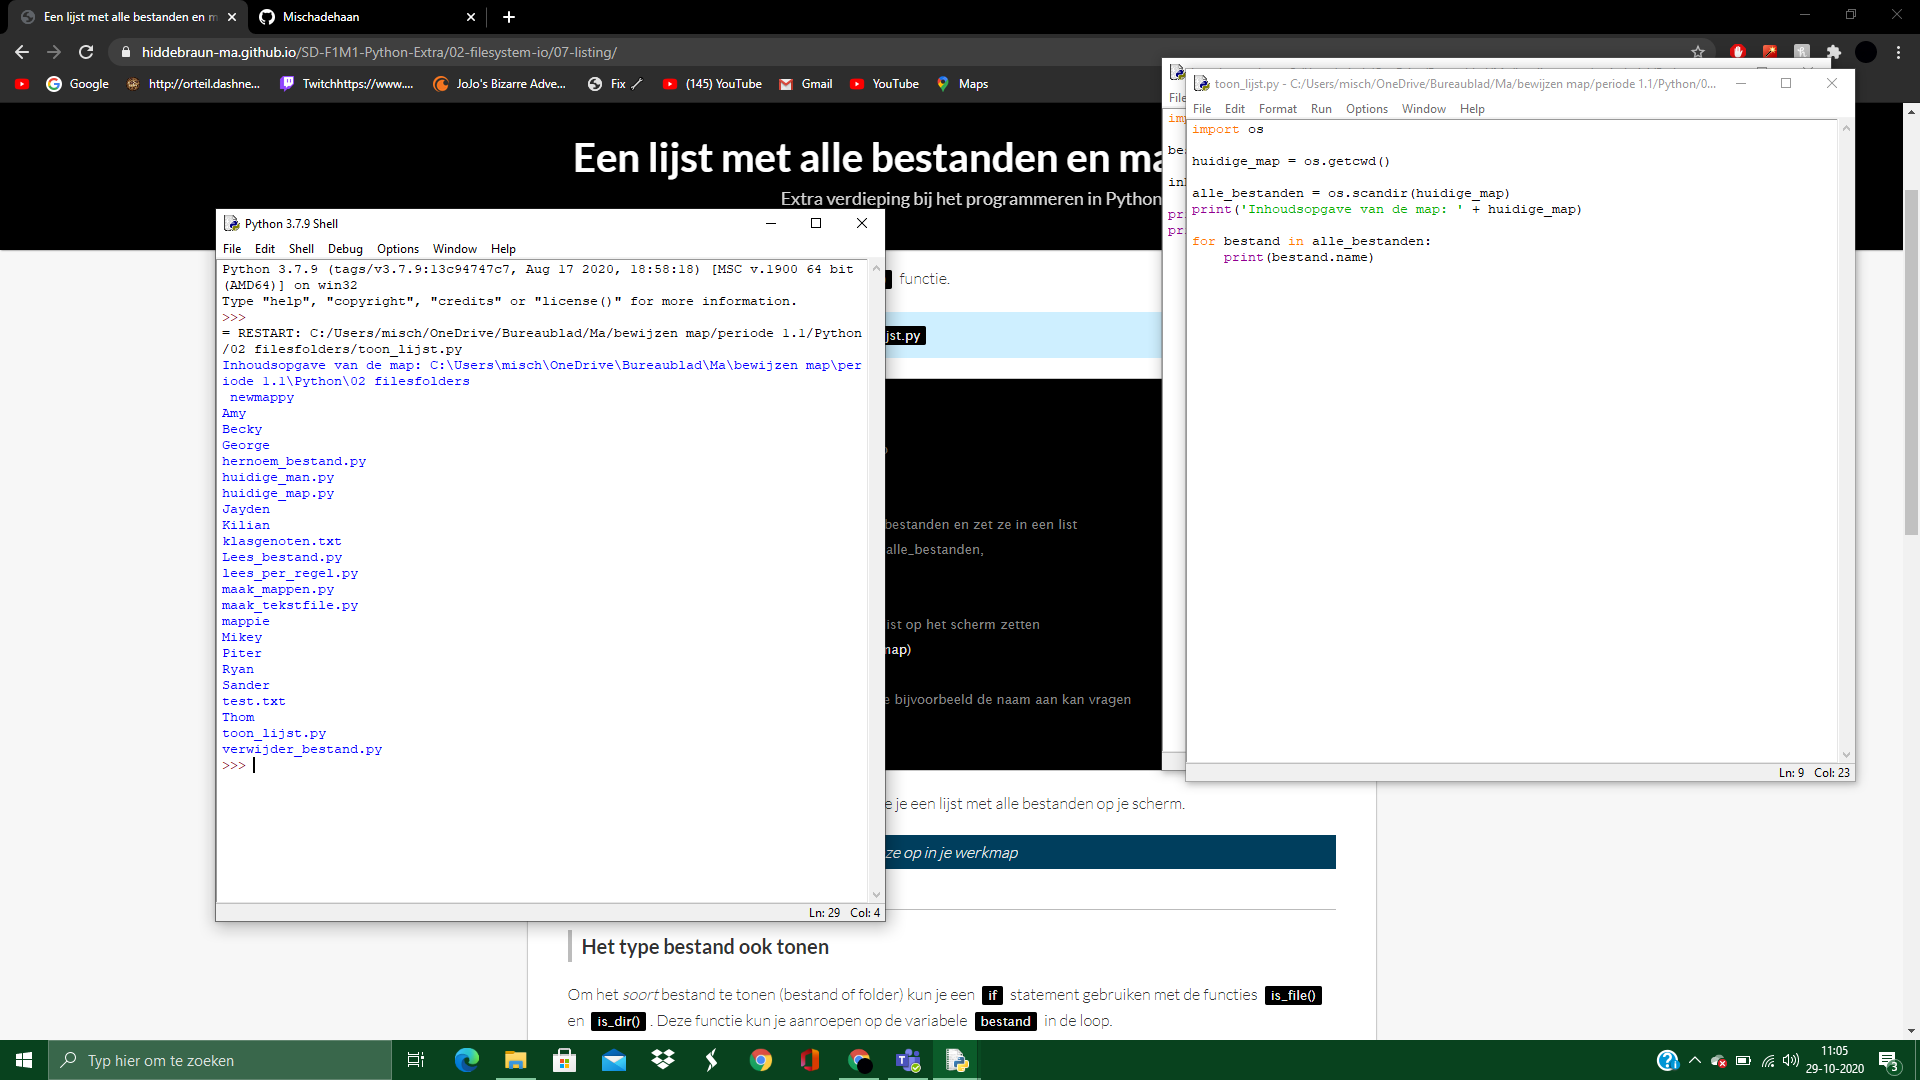 Een lijst met alle bestanden en m
Mischadehaan
hiddebraun-ma.github.io/SD-F1M1-Python-Extra/02-filesystem-io/07-listing/
Google
http://orteil.dashne...
Twitchhttps://www....
JoJo's Bizarre Adve...
Fix
(145) YouTube
Gmail
YouTube
Maps
Een lijst met alle bestanden en ma
Extra verdieping bij het programmeren in Python
functie.
jst.py
bestanden en zet ze in een list
alle_bestanden,
ist op het scherm zetten
map)
e bijvoorbeeld de naam aan kan vragen
e je een lijst met alle bestanden op je scherm.
ze op in je werkmap
Het type bestand ook tonen
Om het soort bestand te tonen (bestand of folder) kun je een if statement gebruiken met de functies is_file()
en is_dir() . Deze functie kun je aanroepen op de variabele bestand in de loop.
Python 3.7.9 Shell
File Edit Shell Debug Options Window Help
Python 3.7.9 (tags/v3.7.9:13c94747c7, Aug 17 2020, 18:58:18) [MSC v.1900 64 bit
(AMD64)] on win32
Type "help", "copyright", "credits" or "license()" for more information.
>>>
= RESTART: C:/Users/misch/OneDrive/Bureaublad/Ma/bewijzen map/periode 1.1/Python
/02 filesfolders/toon_lijst.py
Inhoudsopgave van de map: C:\Users\misch\OneDrive\Bureaublad\Ma\bewijzen map\per
iode 1.1\Python\02 filesfolders
newmappy
Amy
Becky
George
hernoem_bestand.py
huidige_man.py
huidige_map.py
Jayden
Kilian
klasgenoten.txt
Lees_bestand.py
lees_per_regel.py
maak_mappen.py
maak_tekstfile.py
mappie
Mikey
Piter
Ryan
Sander
test.txt
Thom
toon_lijst.py
verwijder_bestand.py
>>>
Ln: 29 Col: 4
File
im
be
in
pr
pr
toon_lijst.py - C:/Users/misch/OneDrive/Bureaublad/Ma/bewijzen map/periode 1.1/Python/0...
File Edit Format Run Options Window Help
import os
huidige_map = os.getcwd()
alle_bestanden = os.scandir(huidige_map)
print('Inhoudsopgave van de map: ' + huidige_map)
for bestand in alle_bestanden:
print(bestand.name)
Ln: 9 Col: 23
Typ hier om te zoeken
11:05
29-10-2020
3